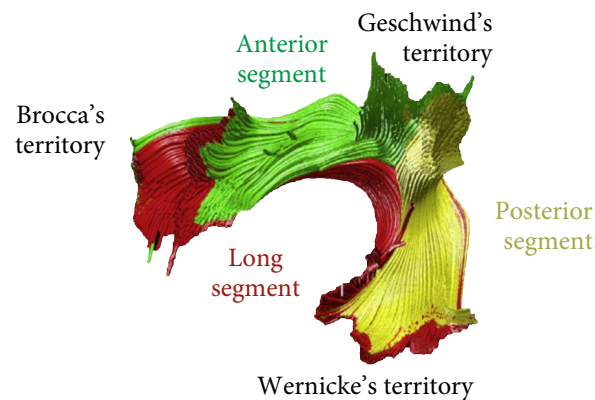 Geschwind's
territory
Anterior
segment
Brocca's
territory
Posterior
segment
Long
segment
Wernicke's territory